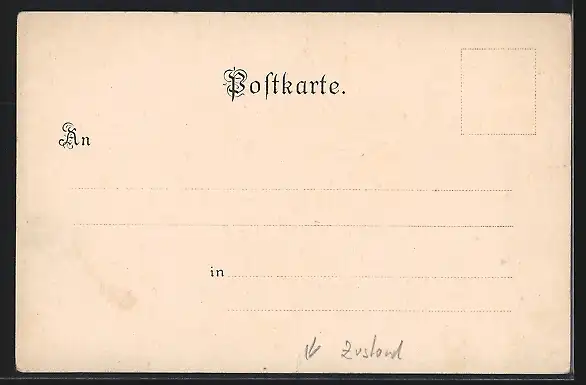 Poſtkarte.
An
in
Zustand